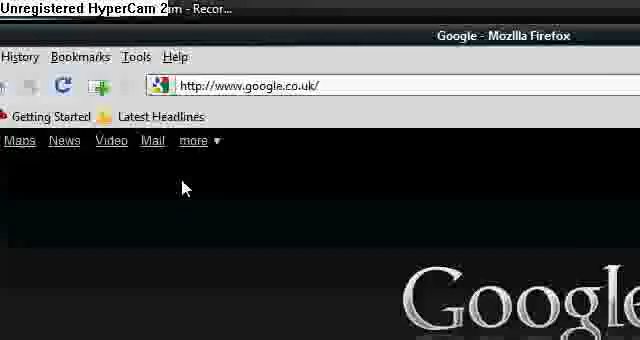 Unregistered HyperCam 2
- Recor...
Google - Mozilla Firefox
History Bookmarks Tools Help
http://www.google.co.uk/
Getting Started Latest Headlines
Maps News Video Mail more ▼
Google